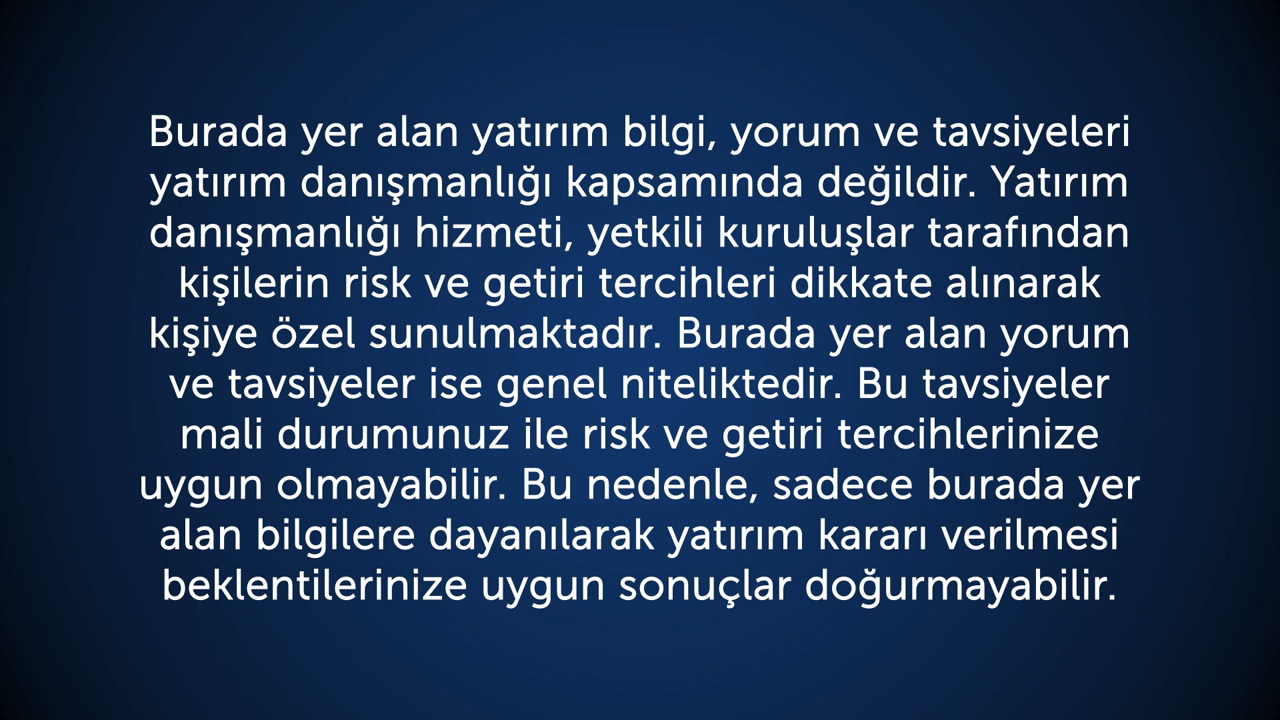 Burada yer alan yatırım bilgi, yorum ve tavsiyeleri
yatırım danışmanlığı kapsamında değildir. Yatırım
danışmanlığı hizmeti, yetkili kuruluşlar tarafından
kişilerin risk ve getiri tercihleri dikkate alınarak
kişiye özel sunulmaktadır. Burada yer alan yorum
ve tavsiyeler ise genel niteliktedir. Bu tavsiyeler
mali durumunuz ile risk ve getiri tercihlerinize
uygun olmayabilir. Bu nedenle, sadece burada yer
alan bilgilere dayanılarak yatırım kararı verilmesi
beklentilerinize uygun sonuçlar doğurmayabilir.